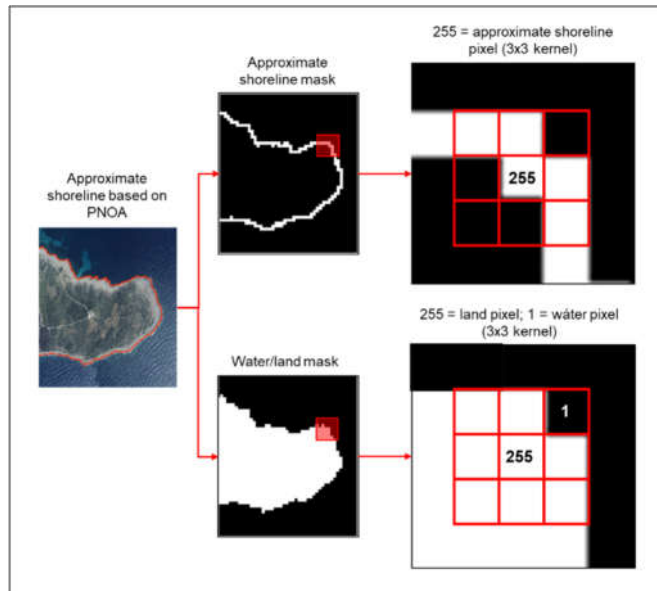 255 = approximate shoreline
pixel (3x3 kernel)
Approximate
shoreline mask
255
Approximate
shoreline based on
PNOA
255 = land pixel; 1 = wáter pixel
(3x3 kernel)
Water/land mask
1
255